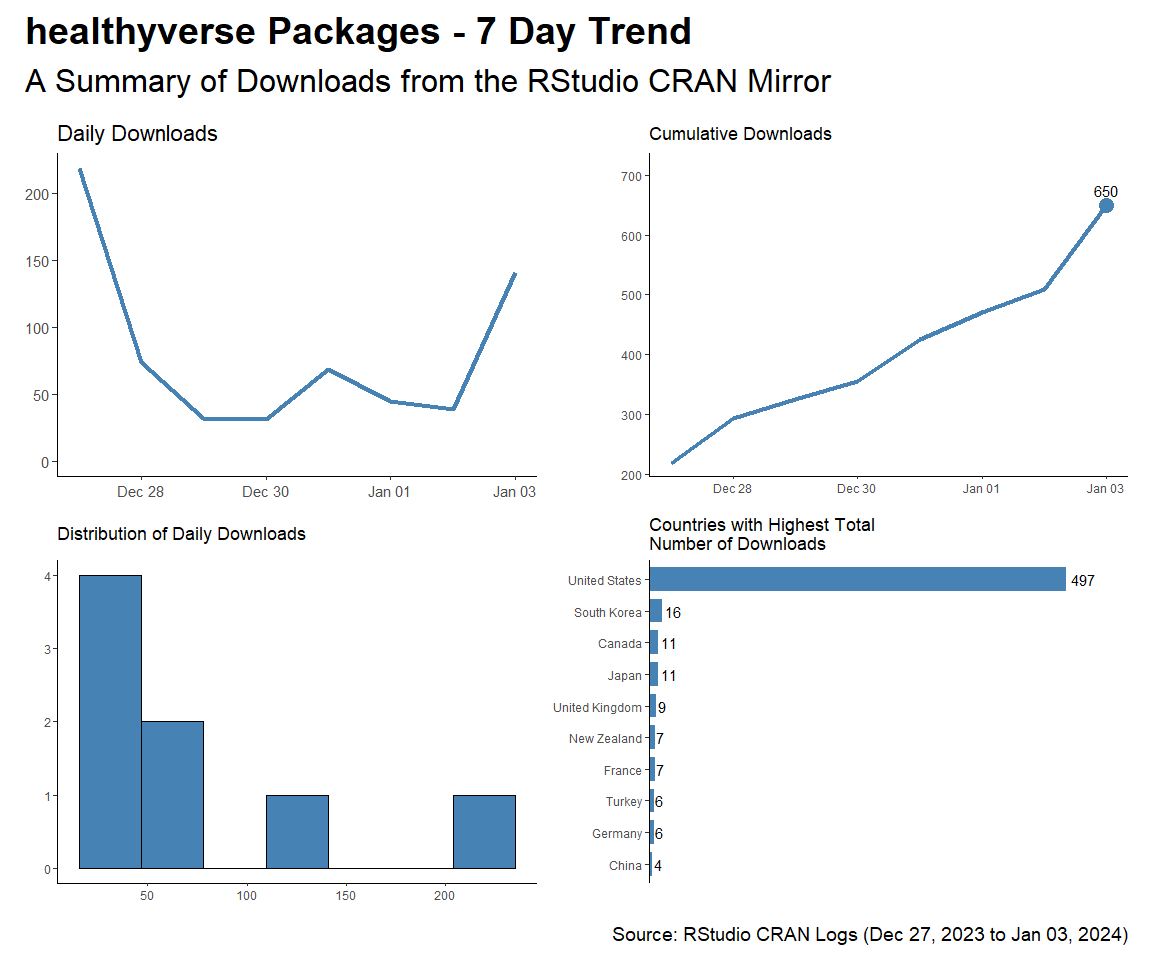 healthyverse Packages - 7 Day Trend
A Summary of Downloads from the RStudio CRAN Mirror
Daily Downloads
200
150
100
50
0
Dec 28 Dec 30 Jan 01 Jan 03
Cumulative Downloads
700
600
500
400
300
200
650
Dec 28 Dec 30 Jan 01 Jan 03
Distribution of Daily Downloads
4
3
2
1
0
50 100 150 200
Countries with Highest Total
Number of Downloads
United States 497
South Korea 16
Canada 11
Japan 11
United Kingdom 9
New Zealand 7
France 7
Turkey 6
Germany 6
China 4
Source: RStudio CRAN Logs (Dec 27, 2023 to Jan 03, 2024)